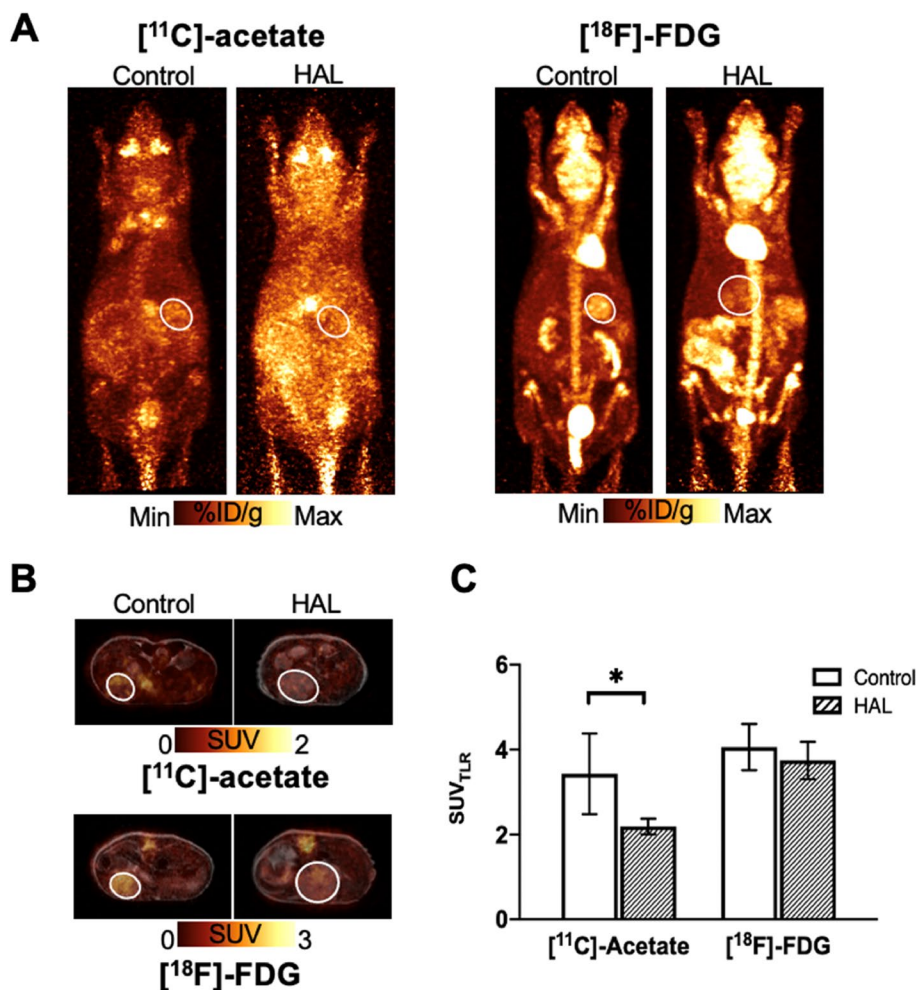 A
[¹¹C]-acetate
[¹⁸F]-FDG
Control HAL
Control HAL
Min %ID/g Max
Min %ID/g Max
B
C
Control HAL
0 SUV 2
[¹¹C]-acetate
0 SUV 3
[¹⁸F]-FDG
SUVTLR
6
4
2
0
*
Control
HAL
[¹¹C]-Acetate
[¹⁸F]-FDG